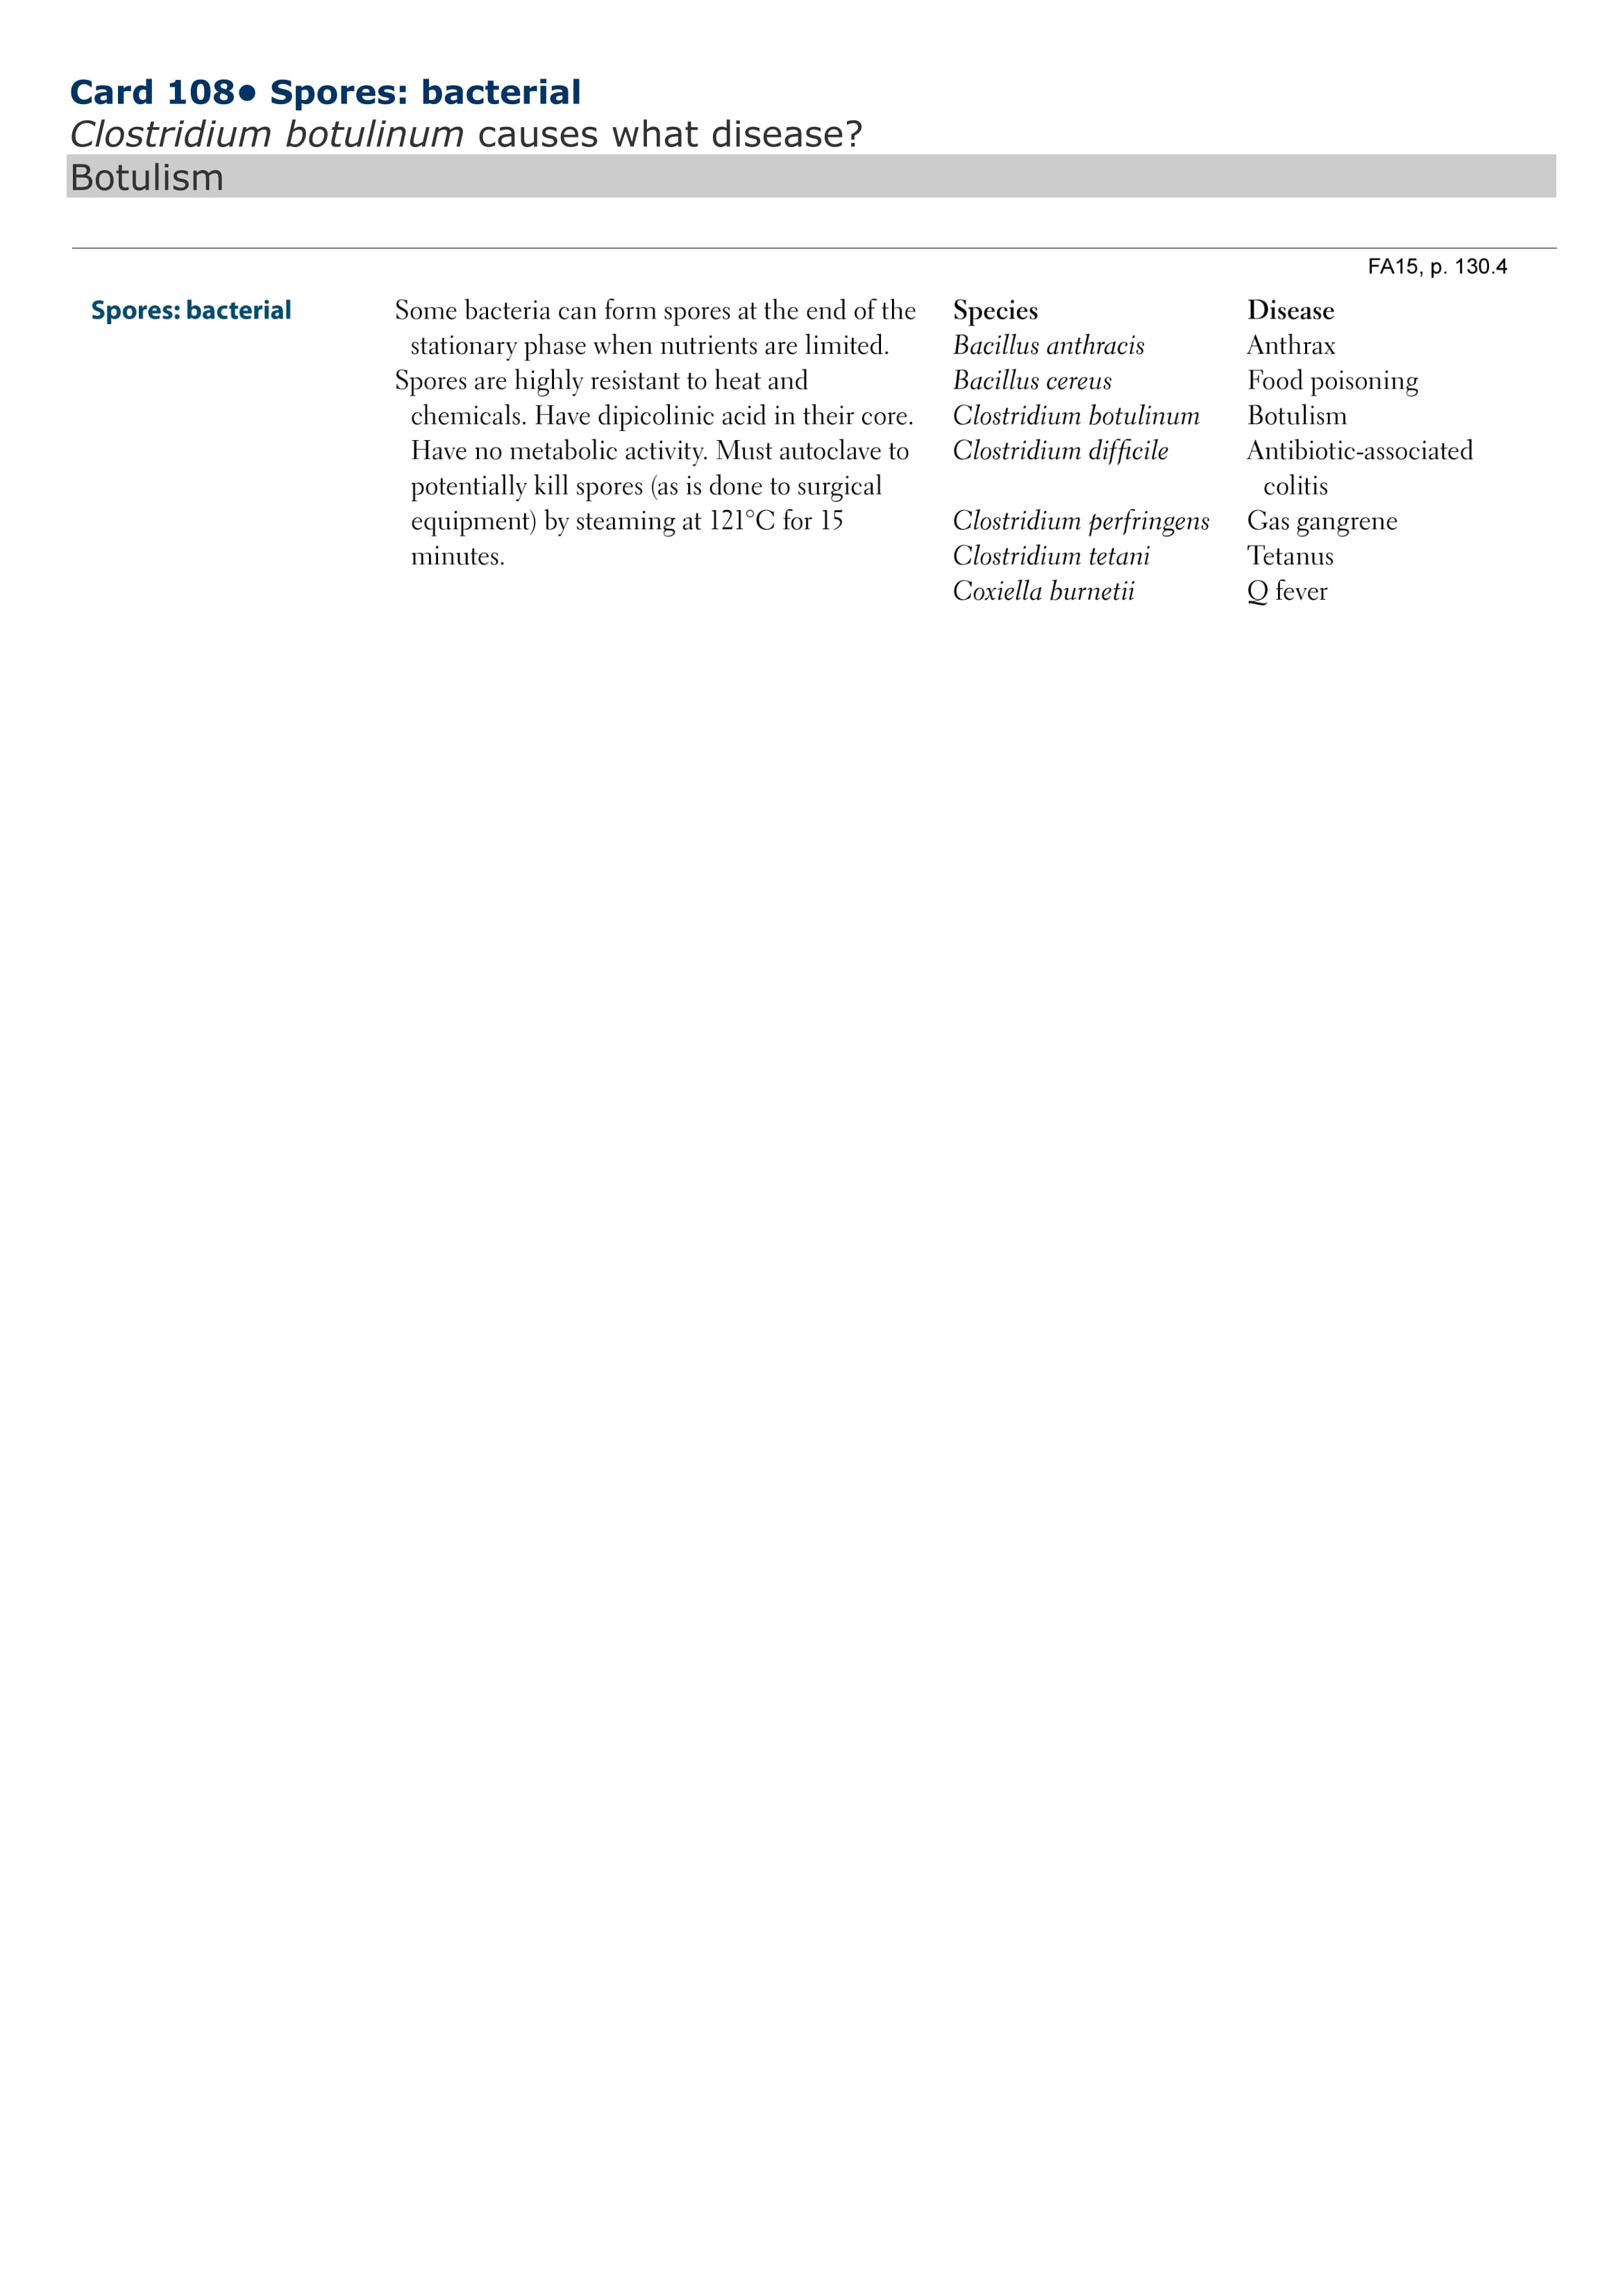 Card 108• Spores: bacterial
Clostridium botulinum causes what disease?
Botulism
FA15, p. 130.4
Spores: bacterial
Some bacteria can form spores at the end of the
stationary phase when nutrients are limited.
Spores are highly resistant to heat and
chemicals. Have dipicolinic acid in their core.
Have no metabolic activity. Must autoclave to
potentially kill spores (as is done to surgical
equipment) by steaming at 121°C for 15
minutes.
Species Disease
Bacillus anthracis Anthrax
Bacillus cereus Food poisoning
Clostridium botulinum Botulism
Clostridium difficile Antibiotic-associated
colitis
Clostridium perfringens Gas gangrene
Clostridium tetani Tetanus
Coxiella burnetii Q fever